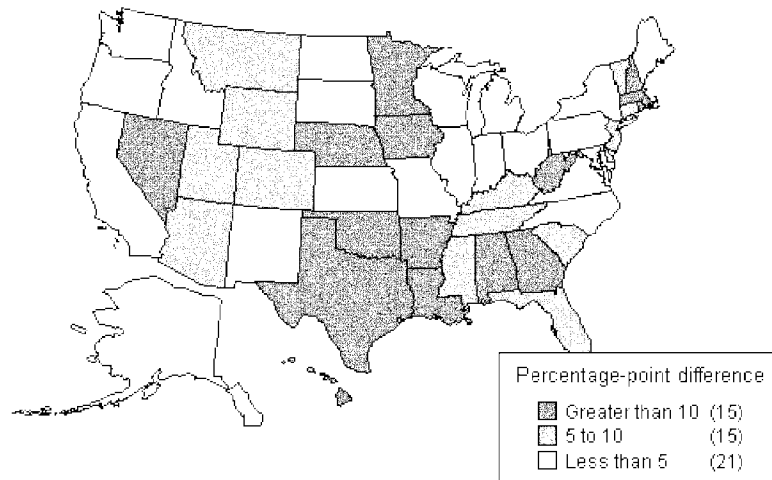 Percentage-point difference
Greater than 10 (15)
5 to 10 (15)
Less than 5 (21)